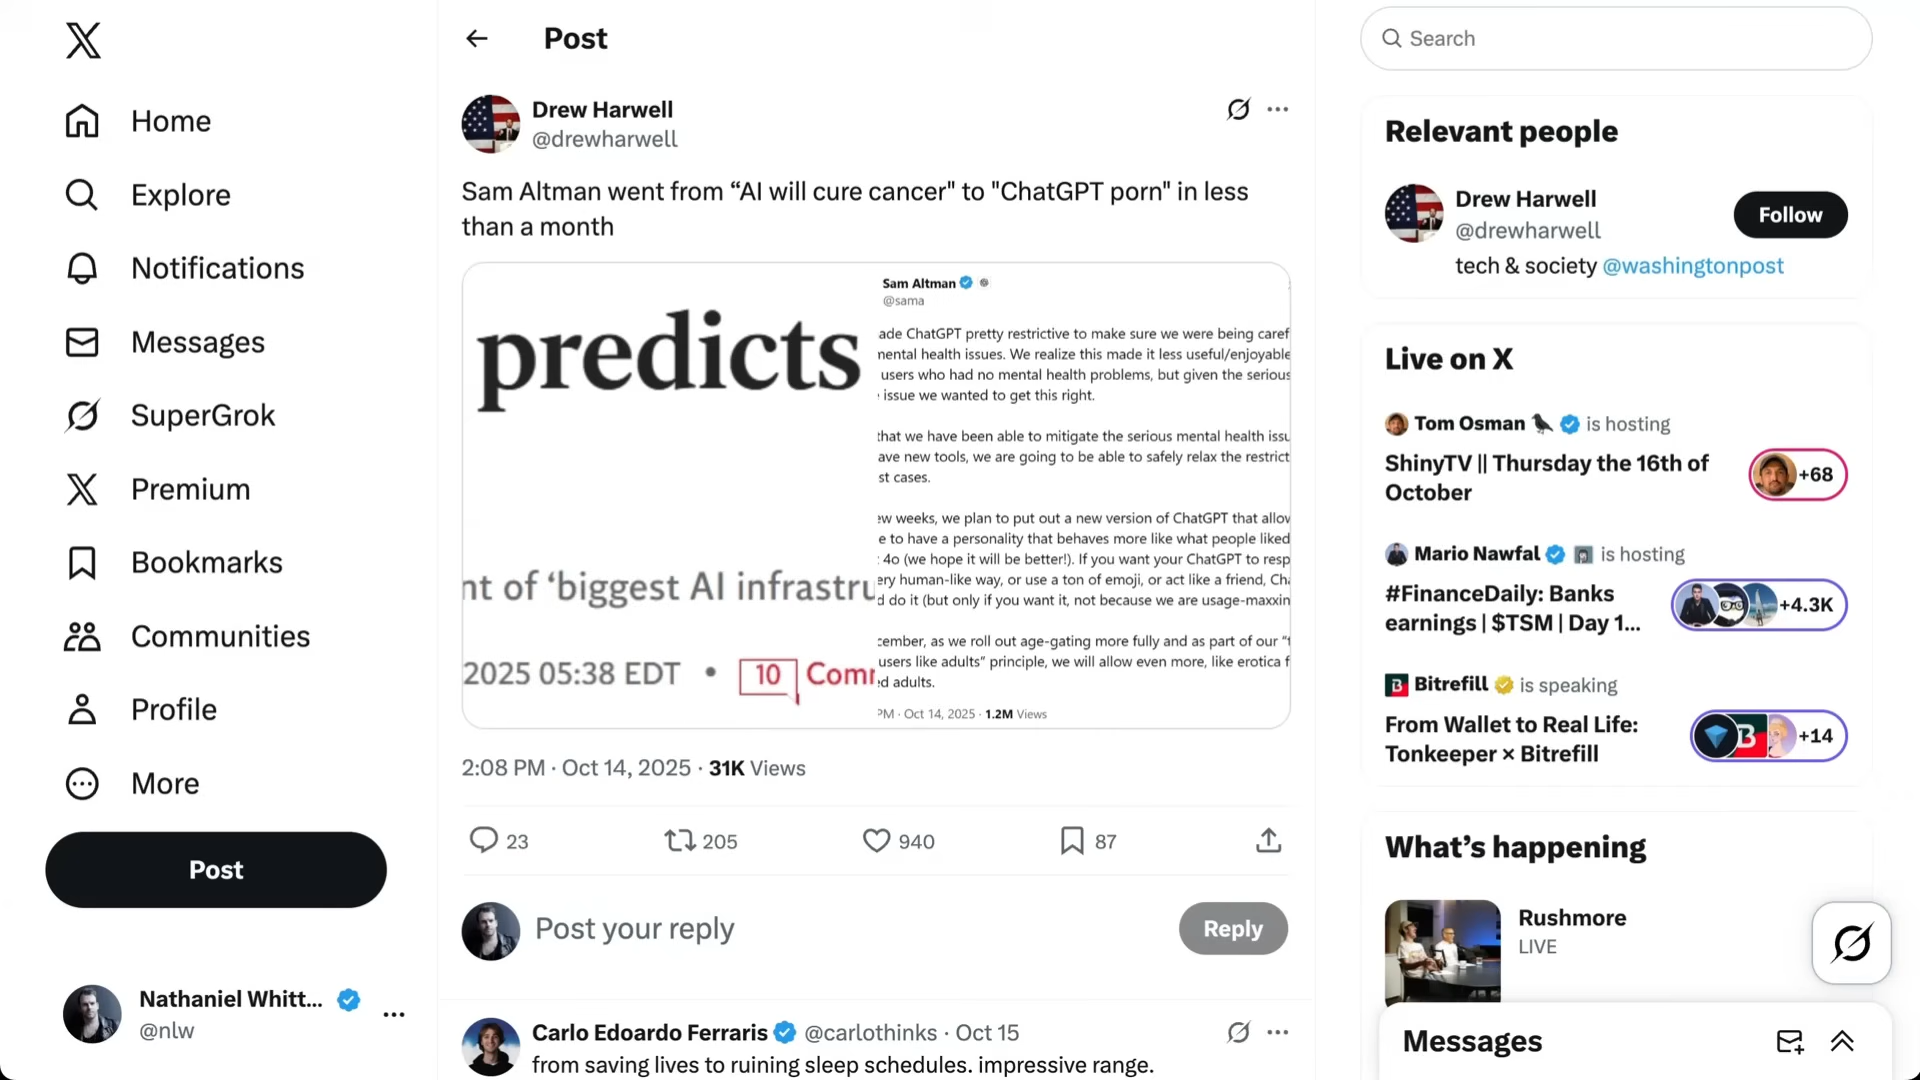 Home
Explore
Notifications
Messages
SuperGrok
Premium
Bookmarks
Communities
Profile
More
Post
Nathaniel Whitt...
@nlw
Post
Drew Harwell
@drewharwell
Sam Altman went from “AI will cure cancer" to "ChatGPT porn" in less
than a month
predicts
nt of ‘biggest AI infrastru
2025 05:38 EDT •
10
Comr
Sam Altman
@sama
ade ChatGPT pretty restrictive to make sure we were being caref
mental health issues. We realize this made it less useful/enjoyable
users who had no mental health problems, but given the serious
issue we wanted to get this right.
that we have been able to mitigate the serious mental health issu
ave new tools, we are going to be able to safely relax the restrict
st cases.
ew weeks, we plan to put out a new version of ChatGPT that allow
e to have a personality that behaves more like what people liked
4o (we hope it will be better!). If you want your ChatGPT to resp
ery human-like way, or use a ton of emoji, or act like a friend, Cha
d do it (but only if you want it, not because we are usage-maxxin
cember, as we roll out age-gating more fully and as part of our “t
users like adults” principle, we will allow even more, like erotica f
ed adults.
PM · Oct 14, 2025 · 1.2M Views
2:08 PM · Oct 14, 2025 · 31K Views
23
205
940
87
Post your reply
Reply
Carlo Edoardo Ferraris @carlothinks · Oct 15
from saving lives to ruining sleep schedules. impressive range.
Search
Relevant people
Drew Harwell
@drewharwell
Follow
tech & society @washingtonpost
Live on X
Tom Osman is hosting
ShinyTV || Thursday the 16th of
October
+68
Mario Nawfal is hosting
#FinanceDaily: Banks
earnings | $TSM | Day 1...
+4.3K
Bitrefill is speaking
From Wallet to Real Life:
Tonkeeper × Bitrefill
+14
What’s happening
Rushmore
LIVE
Messages